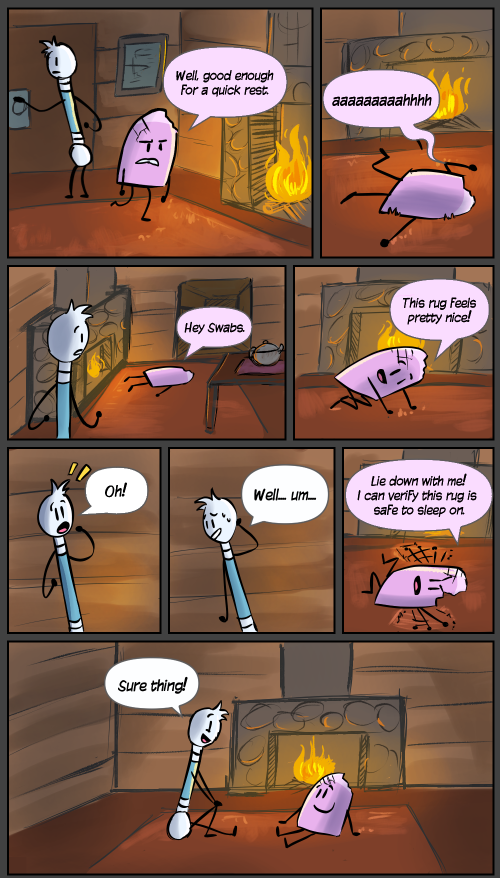 Well, good enough
for a quick rest.
aaaaaaaaahhhh
Hey Swabs.
This rug feels
pretty nice!
Oh!
Well... um...
Lie down with me!
I can verify this rug is
safe to sleep on.
Sure thing!